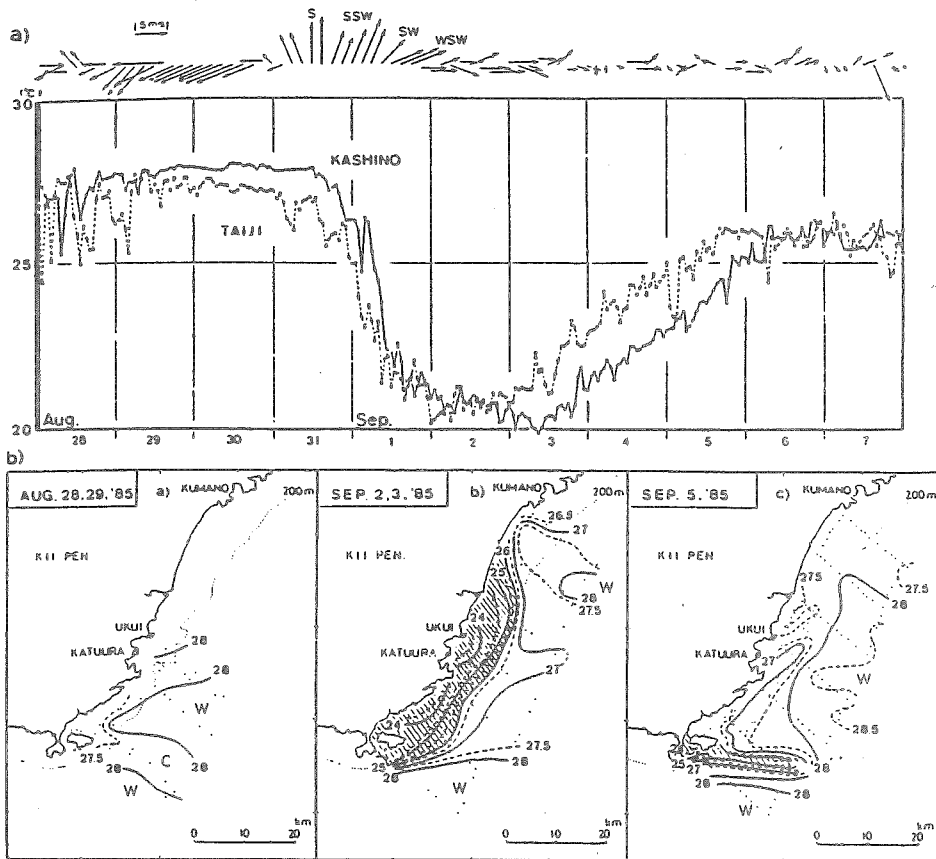 a)
5 m/s
S
SSW
SW
WSW
(°C)
30
KASHINO
TAIJI
25
20
Aug.
Sep.
28 29 30 31 1 2 3 4 5 6 7
b)
AUG. 28,29,'85
a)
KUMANO
200m
KII PEN
UKUI
KATUURA
28
W
27.5
C
28
28
W
0 10 20
km
SEP. 2,3,'85
b)
KUMANO
200m
KII PEN.
26.5
27
26
25
W
28
27.5
24
UKUI
KATUURA
27
24
27.5
25
28
28
W
0 10 20
km
SEP. 5,'85
c)
KUMANO
200m
KII PEN
27.5
27.5
28
UKUI
KATUURA
27
W
28.5
25
27
28
28
W
0 10 20
km